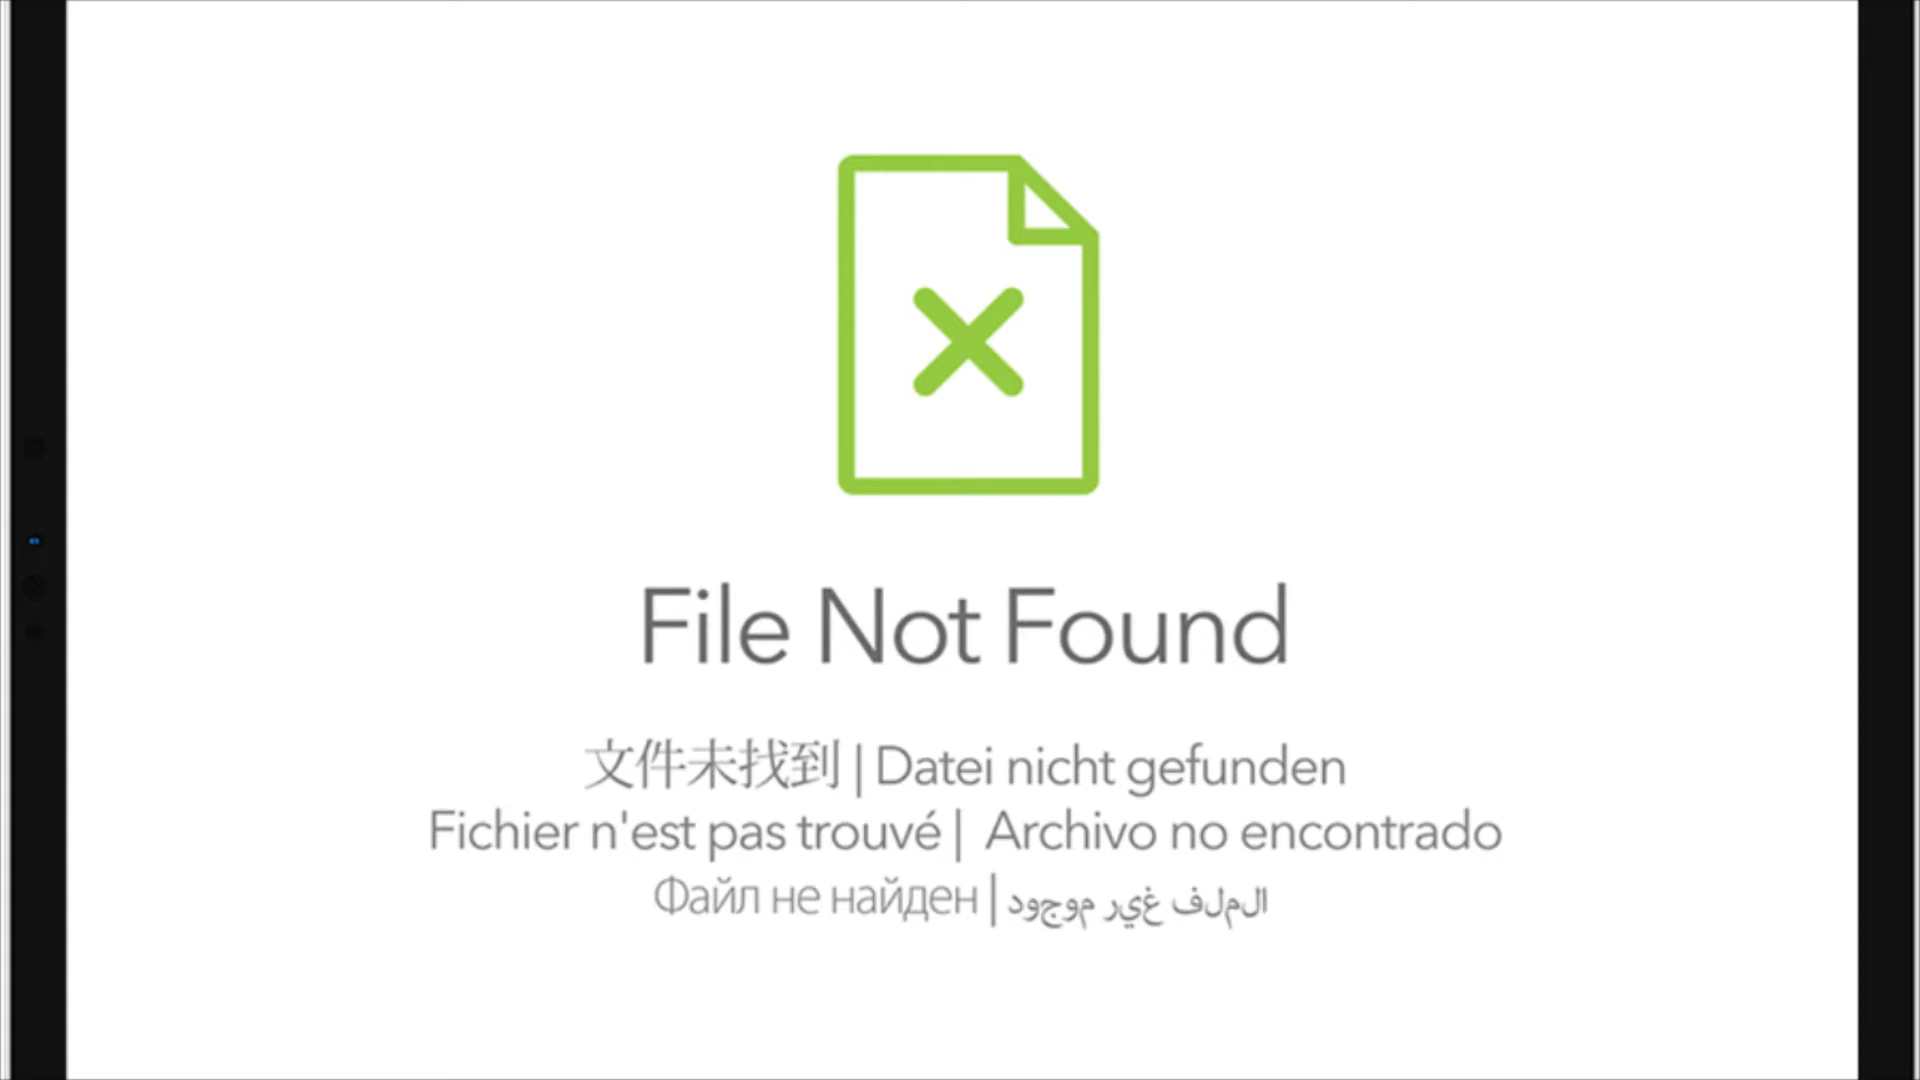 File Not Found
文件未找到 | Datei nicht gefunden
Fichier n'est pas trouvé | Archivo no encontrado
Файл не найден | الملف غير موجود